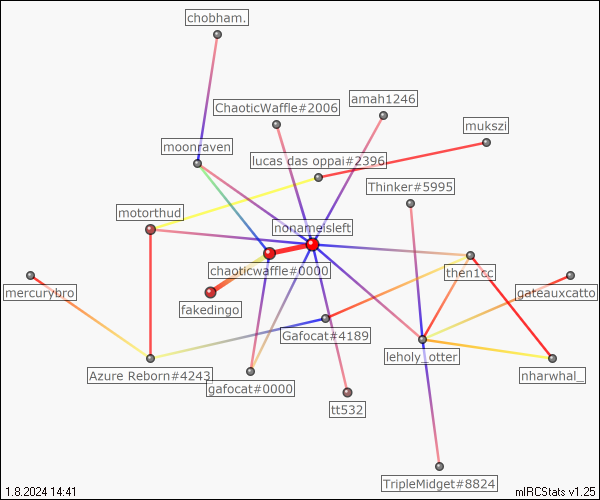 chobham.
ChaoticWaffle#2006
amah1246
mukszi
moonraven
lucas das oppai#2396
Thinker#5995
motorthud
nonameisleft
chaoticwaffle#0000
then1cc
mercurybro
fakedingo
gateauxcatto
Gafocat#4189
leholy_otter
Azure Reborn#4243
gafocat#0000
nharwhal_
tt532
TripleMidget#8824
1.8.2024 14:41
mIRCStats v1.25